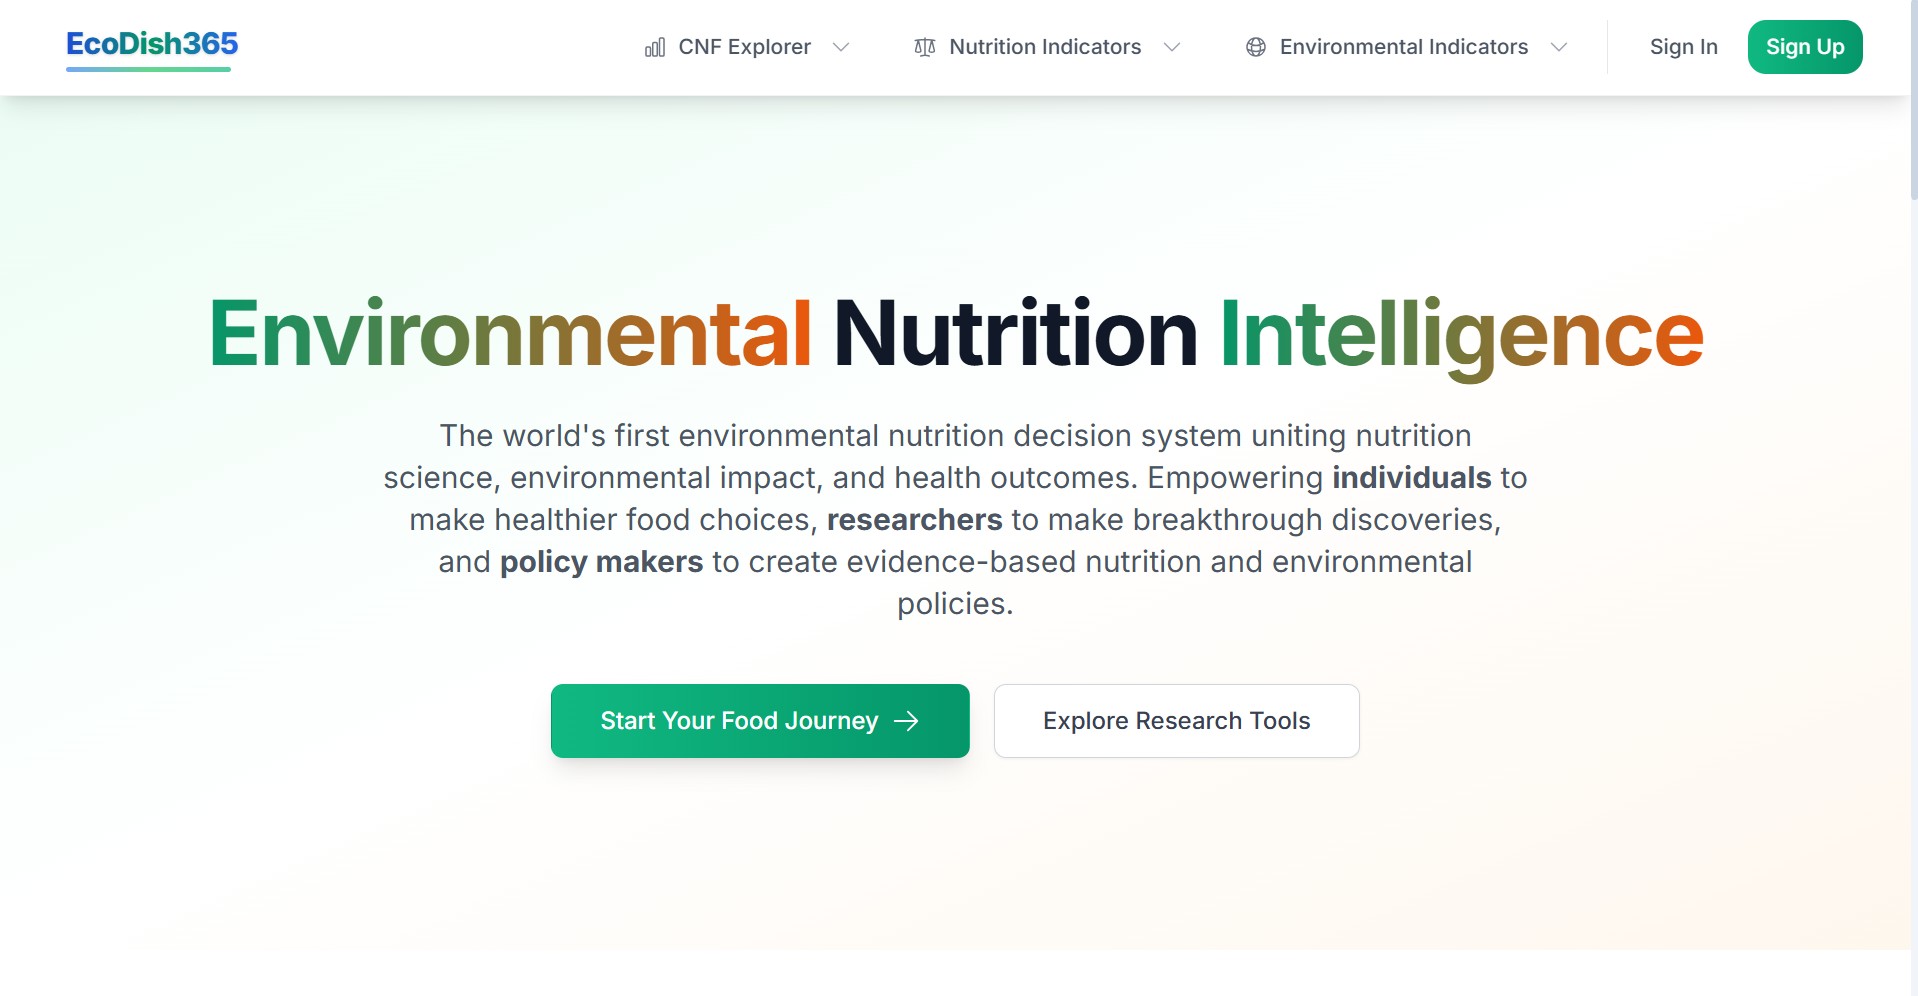 EcoDish365
CNF Explorer
Nutrition Indicators
Environmental Indicators
Sign In
Sign Up
Environmental Nutrition Intelligence
The world's first environmental nutrition decision system uniting nutrition
science, environmental impact, and health outcomes. Empowering individuals to
make healthier food choices, researchers to make breakthrough discoveries,
and policy makers to create evidence-based nutrition and environmental
policies.
Start Your Food Journey
Explore Research Tools